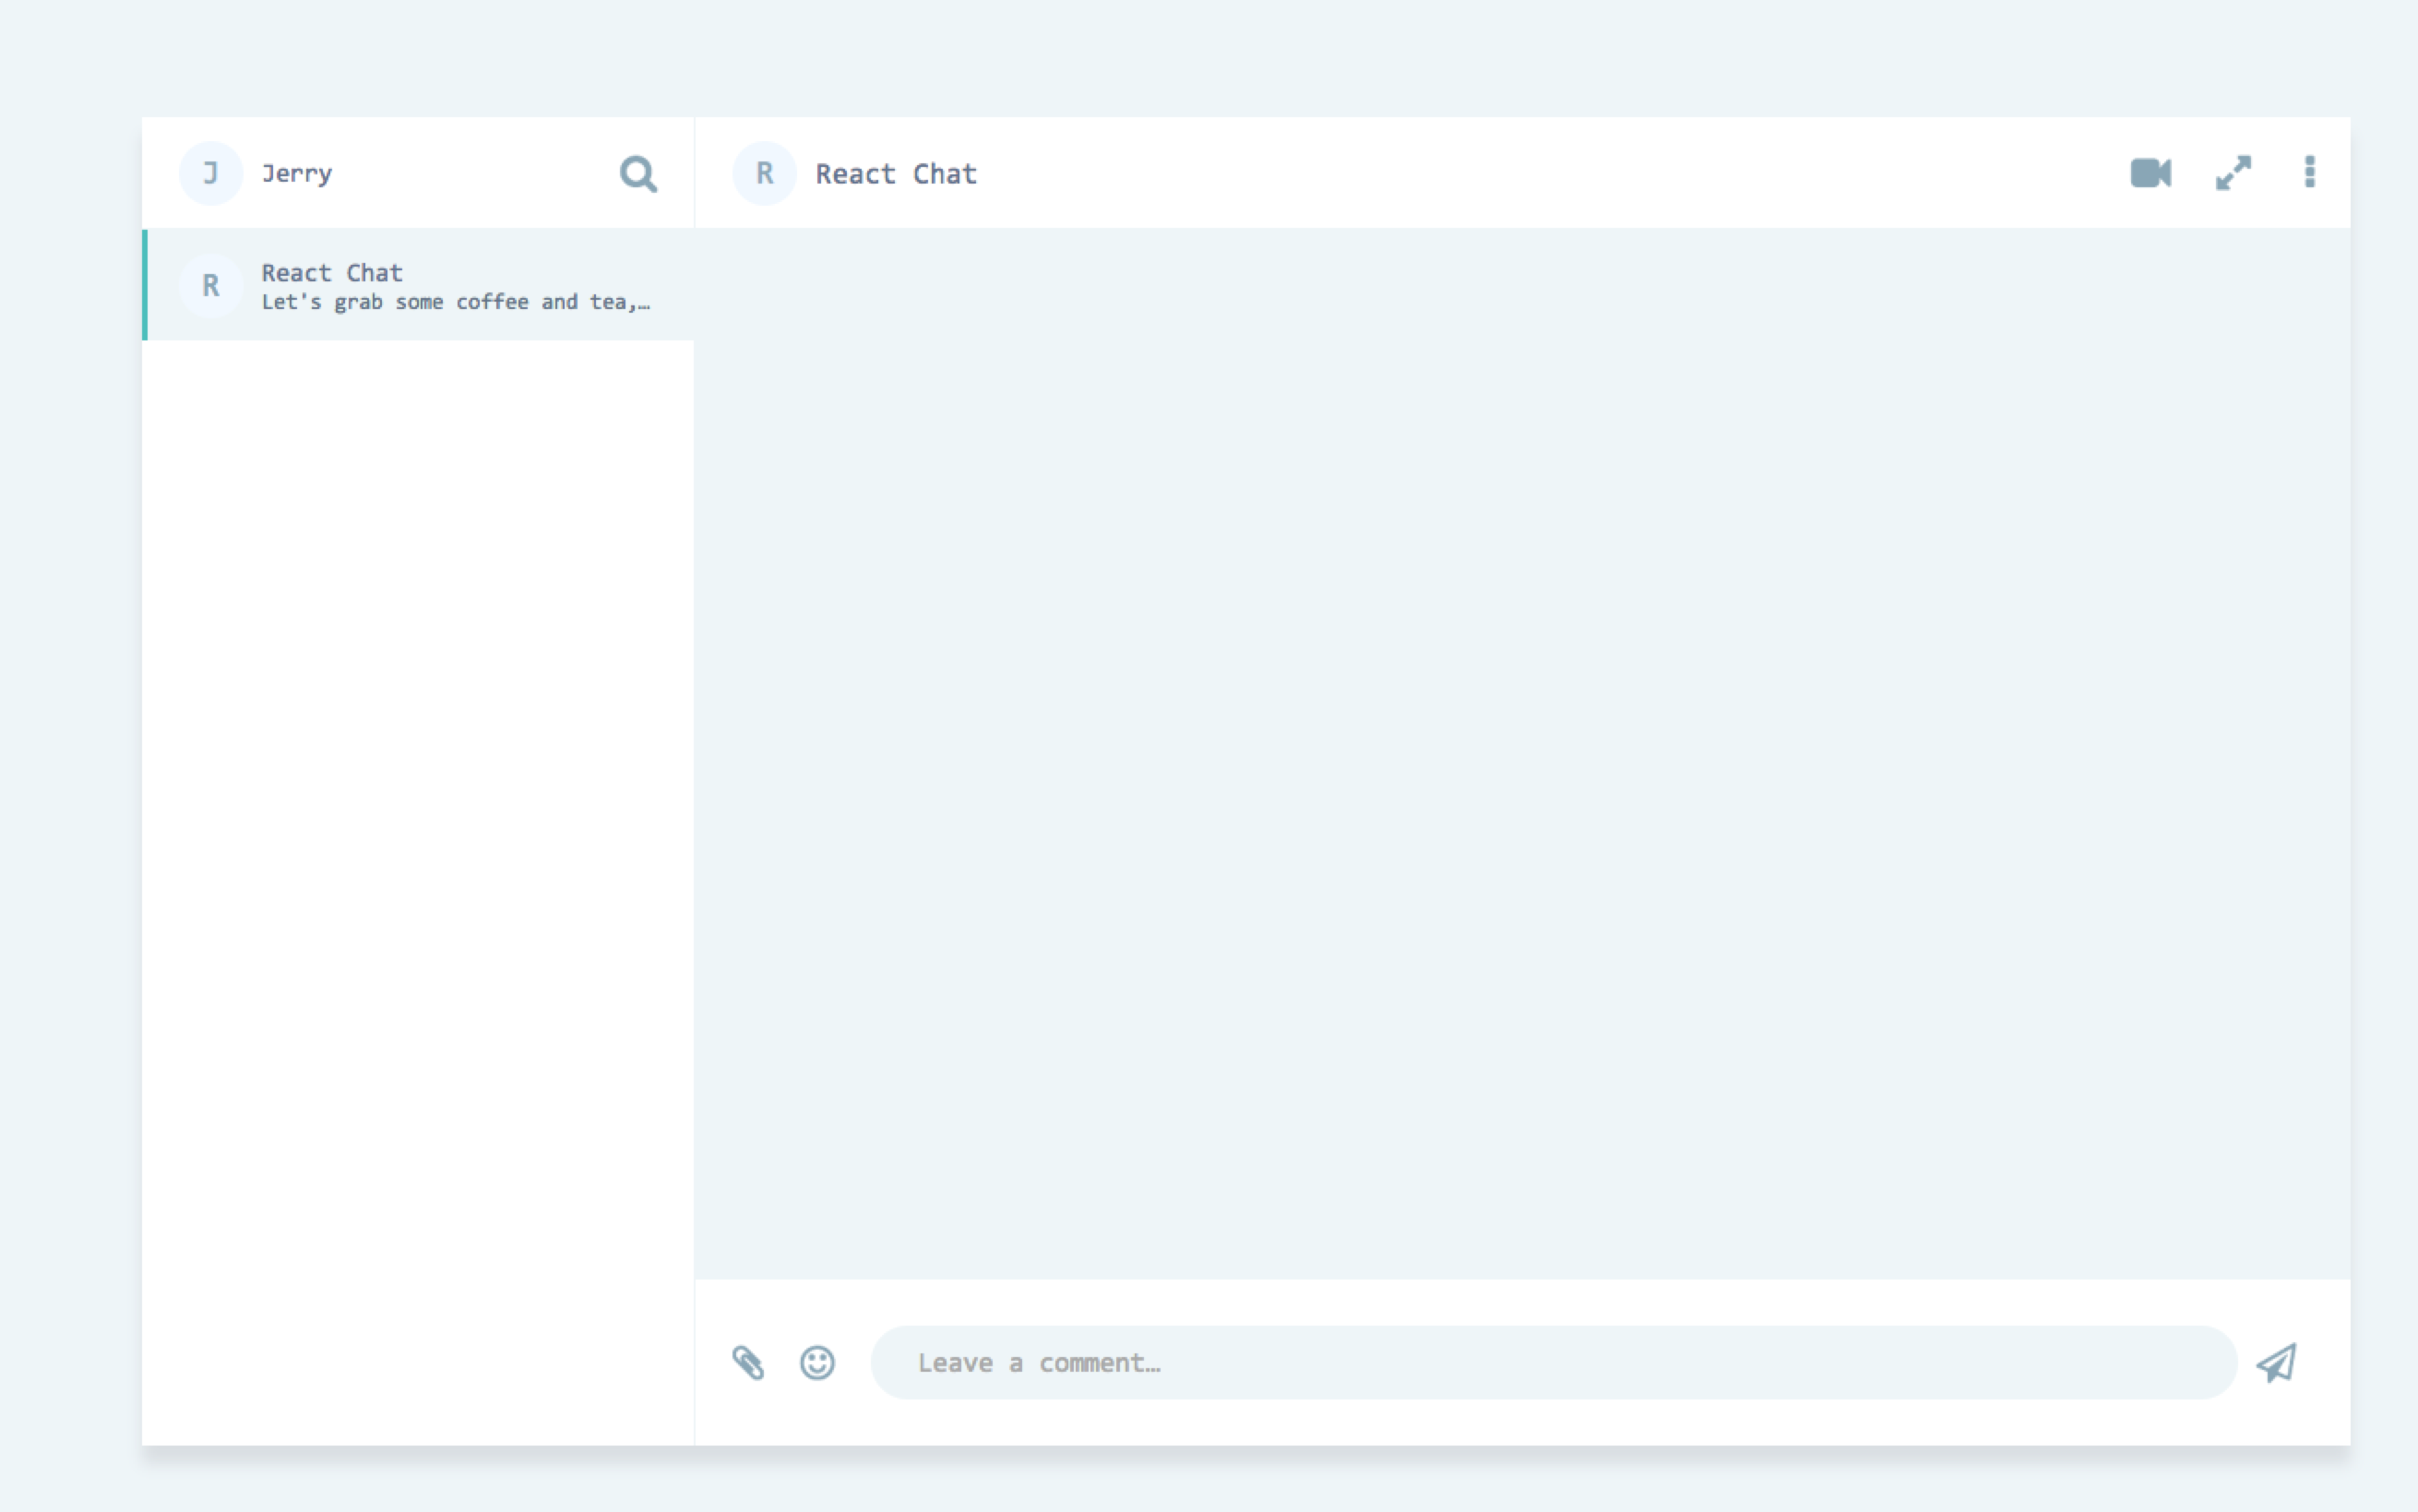 J
Jerry
R
React Chat
R
React Chat
Let's grab some coffee and tea,…
Leave a comment…